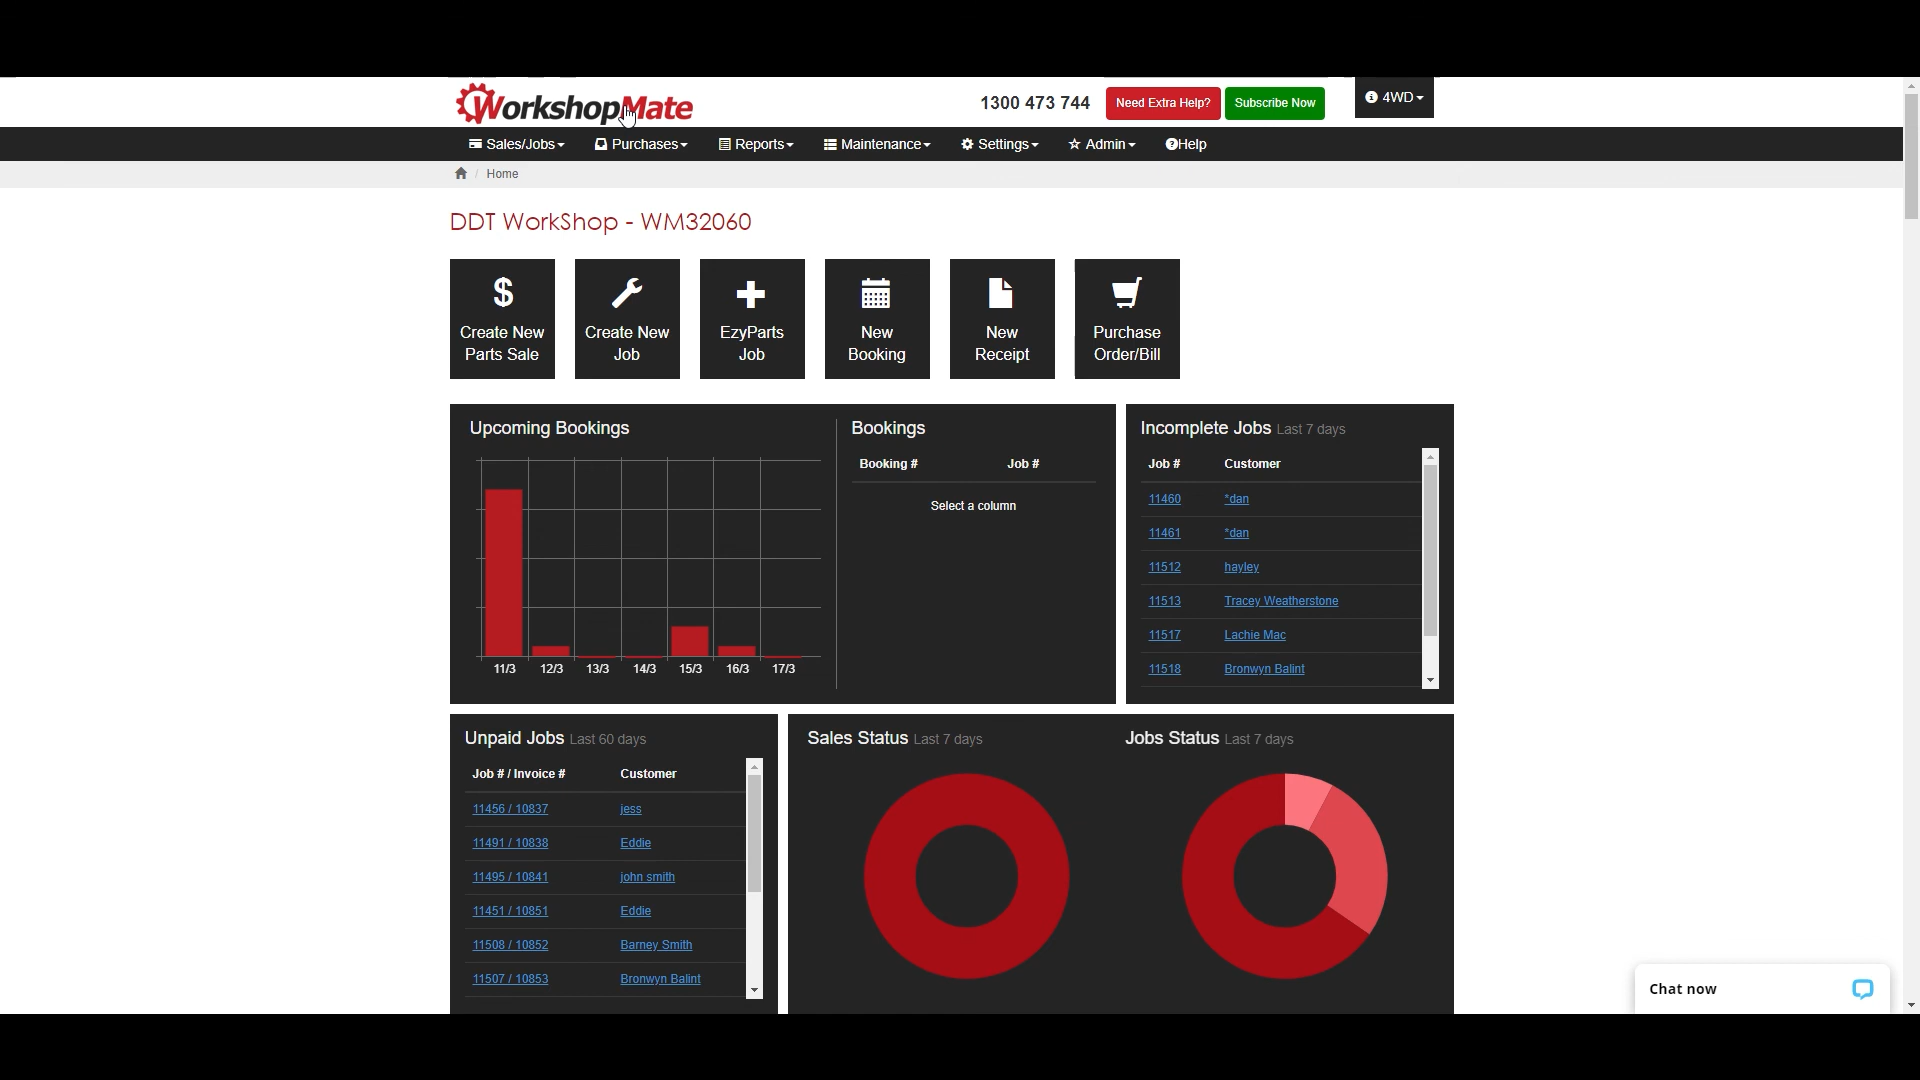 WorkshopMate
1300 473 744
Need Extra Help?
Subscribe Now
4WD
Sales/Jobs
Purchases
Reports
Maintenance
Settings
Admin
Help
/ Home
DDT WorkShop - WM32060
Create New
Parts Sale
Create New
Job
EzyParts
Job
New
Booking
New
Receipt
Purchase
Order/Bill
Upcoming Bookings
11/3 12/3 13/3 14/3 15/3 16/3 17/3
Bookings
Booking # Job #
Select a column
Incomplete Jobs Last 7 days
Job # Customer
11460 *dan
11461 *dan
11512 hayley
11513 Tracey Weatherstone
11517 Lachie Mac
11518 Bronwyn Balint
Unpaid Jobs Last 60 days
Job # / Invoice # Customer
11456 / 10837 jess
11491 / 10838 Eddie
11495 / 10841 john smith
11451 / 10851 Eddie
11508 / 10852 Barney Smith
11507 / 10853 Bronwyn Balint
Sales Status Last 7 days
Jobs Status Last 7 days
Chat now